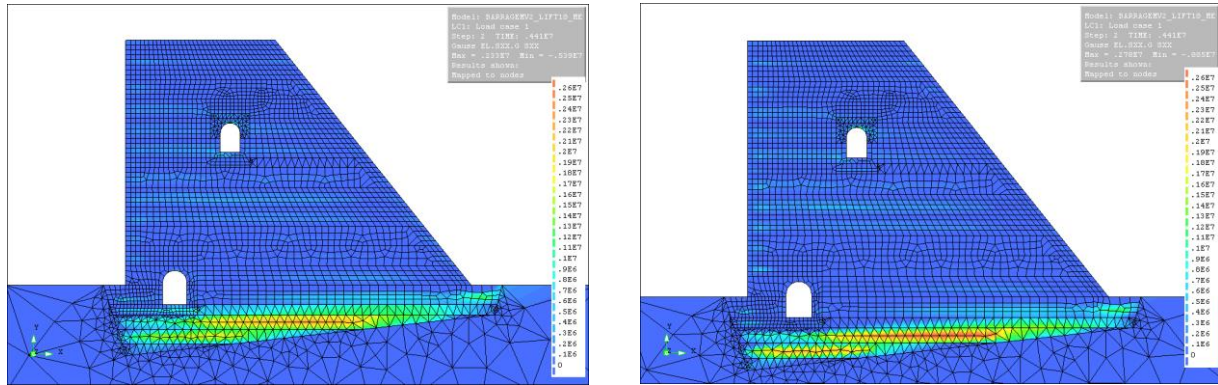 Model: BARRAGEMV2_LIFT10_ME
LC1: Load case 1
Step: 2 TIME: .441E7
Gauss EL.SXX.G SXX
Results shown:
Mapped to nodes
.26E7
.25E7
.24E7
.23E7
.22E7
.21E7
.2E7
.19E7
.18E7
.17E7
.16E7
.15E7
.14E7
.13E7
.12E7
.11E7
.1E7
.9E6
.8E6
.7E6
.6E6
.5E6
.4E6
.3E6
.2E6
.1E6
0
Y
X
Model: BARRAGEMV2_LIFT10_ME
LC1: Load case 1
Step: 2 TIME: .441E7
Gauss EL.SXX.G SXX
Results shown:
Mapped to nodes
.26E7
.25E7
.24E7
.23E7
.22E7
.21E7
.2E7
.19E7
.18E7
.17E7
.16E7
.15E7
.14E7
.13E7
.12E7
.11E7
.1E7
.9E6
.8E6
.7E6
.6E6
.5E6
.4E6
.3E6
.2E6
.1E6
0
Y
X